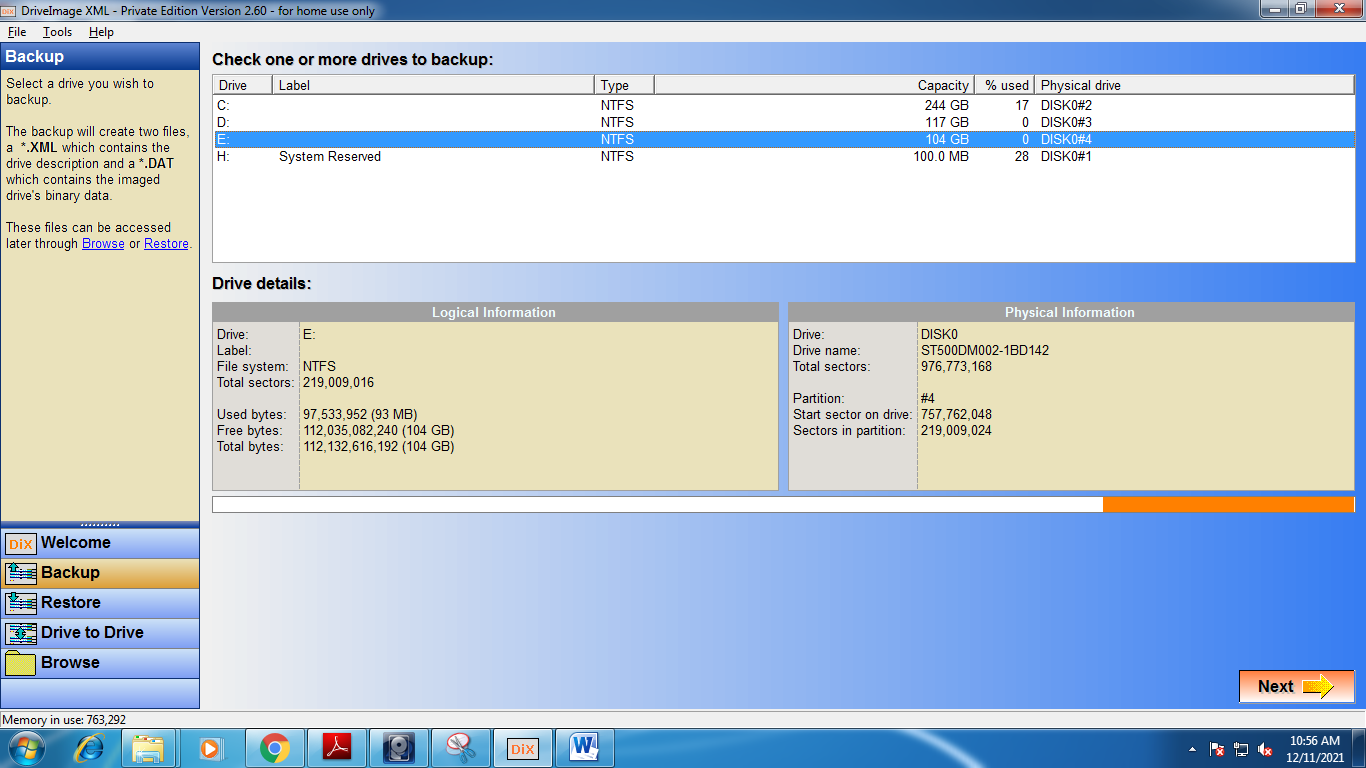 DiX DriveImage XML - Private Edition Version 2.60 - for home use only
File Tools Help
Backup
Select a drive you wish to
backup.
The backup will create two files,
a *.XML which contains the
drive description and a *.DAT
which contains the imaged
drive's binary data.
These files can be accessed
later through Browse or Restore.
Check one or more drives to backup:
Drive Label Type Capacity % used Physical drive
C: NTFS 244 GB 17 DISK0#2
D: NTFS 117 GB 0 DISK0#3
E: NTFS 104 GB 0 DISK0#4
H: System Reserved NTFS 100.0 MB 28 DISK0#1
Drive details:
Logical Information
Drive: E:
Label:
File system: NTFS
Total sectors: 219,009,016
Used bytes: 97,533,952 (93 MB)
Free bytes: 112,035,082,240 (104 GB)
Total bytes: 112,132,616,192 (104 GB)
Physical Information
Drive: DISK0
Drive name: ST500DM002-1BD142
Total sectors: 976,773,168
Partition: #4
Start sector on drive: 757,762,048
Sectors in partition: 219,009,024
DiX Welcome
Backup
Restore
Drive to Drive
Browse
Next
Memory in use: 763,292
DiX
W
10:56 AM
12/11/2021